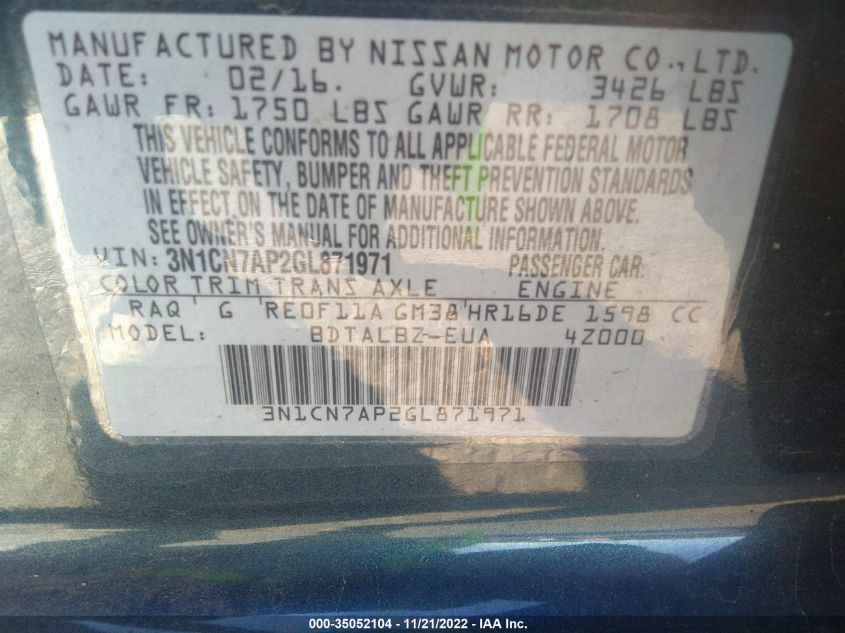 MANUFACTURED BY NISSAN MOTOR CO., LTD.
DATE: 02/16. GVWR: 3426 LBS
GAWR FR: 1750 LBS GAWR RR: 1708 LBS
THIS VEHICLE CONFORMS TO ALL APPLICABLE FEDERAL MOTOR
VEHICLE SAFETY, BUMPER AND THEFT PREVENTION STANDARDS
IN EFFECT ON THE DATE OF MANUFACTURE SHOWN ABOVE.
SEE OWNER'S MANUAL FOR ADDITIONAL INFORMATION.
VIN: 3N1CN7AP2GL871971 PASSENGER CAR.
COLOR TRIM TRANS AXLE ENGINE
RAQ G RE0F11A GM38 HR16DE 1598 CC
MODEL: BDTALBZ-EUA 4Z000
3N1CN7AP2GL871971
000-35052104 - 11/21/2022 - IAA Inc.